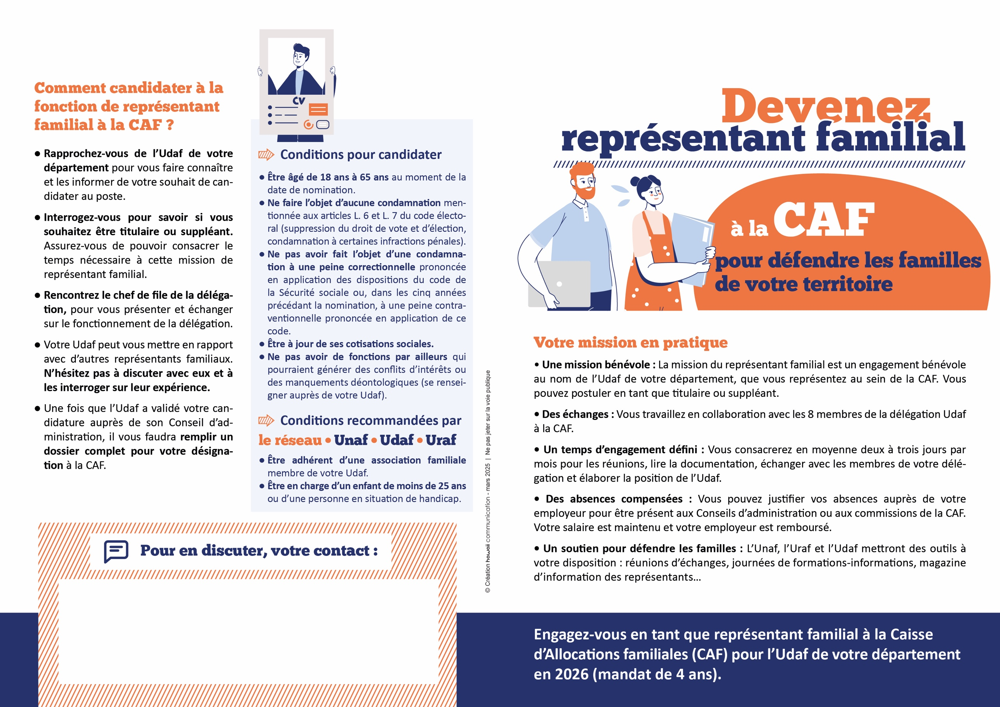 Comment candidater à la
fonction de représentant
familial à la CAF ?
● Rapprochez-vous de l’Udaf de votre
département pour vous faire connaître
et les informer de votre souhait de can-
didater au poste.
● Interrogez-vous pour savoir si vous
souhaitez être titulaire ou suppléant.
Assurez-vous de pouvoir consacrer le
temps nécessaire à cette mission de
représentant familial.
● Rencontrez le chef de file de la déléga-
tion, pour vous présenter et échanger
sur le fonctionnement de la délégation.
● Votre Udaf peut vous mettre en rapport
avec d’autres représentants familiaux.
N’hésitez pas à discuter avec eux et à
les interroger sur leur expérience.
● Une fois que l’Udaf a validé votre can-
didature auprès de son Conseil d’ad-
ministration, il vous faudra remplir un
dossier complet pour votre désigna-
tion à la CAF.
CV
Conditions pour candidater
● Être âgé de 18 ans à 65 ans au moment de la
date de nomination.
● Ne faire l’objet d’aucune condamnation men-
tionnée aux articles L. 6 et L. 7 du code électo-
ral (suppression du droit de vote et d’élection,
condamnation à certaines infractions pénales).
● Ne pas avoir fait l’objet d’une condamna-
tion à une peine correctionnelle prononcée
en application des dispositions du code de
la Sécurité sociale ou, dans les cinq années
précédant la nomination, à une peine contra-
ventionnelle prononcée en application de ce
code.
● Être à jour de ses cotisations sociales.
● Ne pas avoir de fonctions par ailleurs qui
pourraient générer des conflits d’intérêts ou
des manquements déontologiques (se rensei-
gner auprès de votre Udaf).
Conditions recommandées par
le réseau • Unaf • Udaf • Uraf
● Être adhérent d’une association familiale
membre de votre Udaf.
● Être en charge d’un enfant de moins de 25 ans
ou d’une personne en situation de handicap.
Pour en discuter, votre contact :
© Création hawaii communication - mars 2025 | Ne pas jeter sur la voie publique
Devenez
représentant familial
à la CAF
pour défendre les familles
de votre territoire
Votre mission en pratique
• Une mission bénévole : La mission du représentant familial est un engagement bénévole
au nom de l’Udaf de votre département, que vous représentez au sein de la CAF. Vous
pouvez postuler en tant que titulaire ou suppléant.
• Des échanges : Vous travaillez en collaboration avec les 8 membres de la délégation Udaf
à la CAF.
• Un temps d’engagement défini : Vous consacrerez en moyenne deux à trois jours par
mois pour les réunions, lire la documentation, échanger avec les membres de votre délé-
gation et élaborer la position de l’Udaf.
• Des absences compensées : Vous pouvez justifier vos absences auprès de votre
employeur pour être présent aux Conseils d’administration ou aux commissions de la CAF.
Votre salaire est maintenu et votre employeur est remboursé.
• Un soutien pour défendre les familles : L’Unaf, l’Uraf et l’Udaf mettront des outils à
votre disposition : réunions d’échanges, journées de formations-informations, magazine
d’information des représentants…
Engagez-vous en tant que représentant familial à la Caisse
d’Allocations familiales (CAF) pour l’Udaf de votre département
en 2026 (mandat de 4 ans).